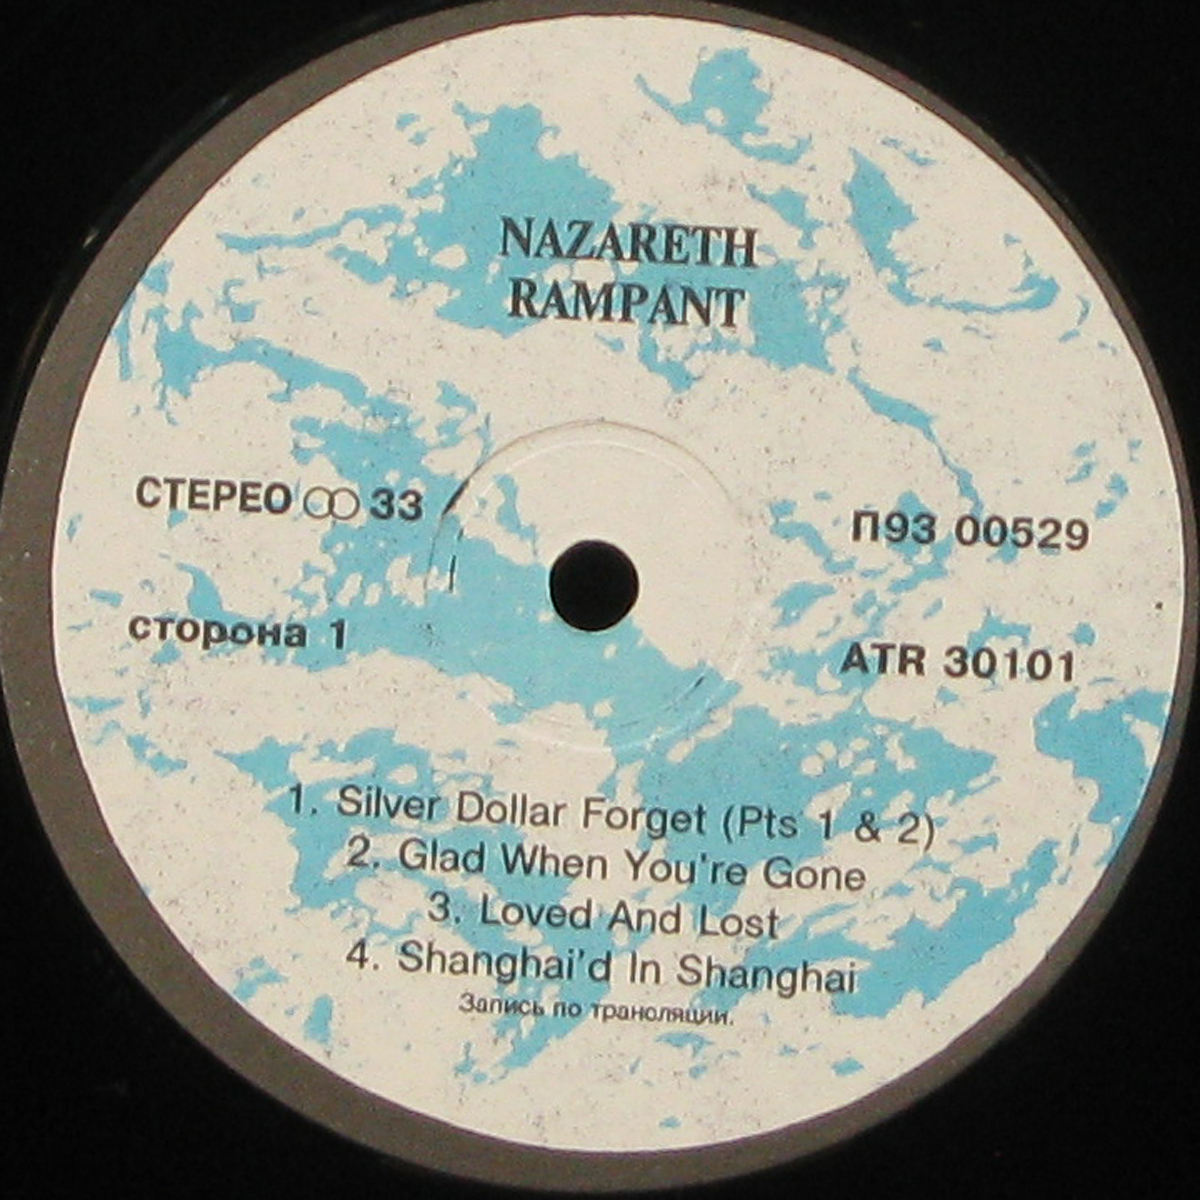 NAZARETH
RAMPANT
СТЕРЕО ꝏ 33
П93 00529
сторона 1
ATR 30101
1. Silver Dollar Forget (Pts 1 & 2)
2. Glad When You're Gone
3. Loved And Lost
4. Shanghai'd In Shanghai
Запись по трансляции.